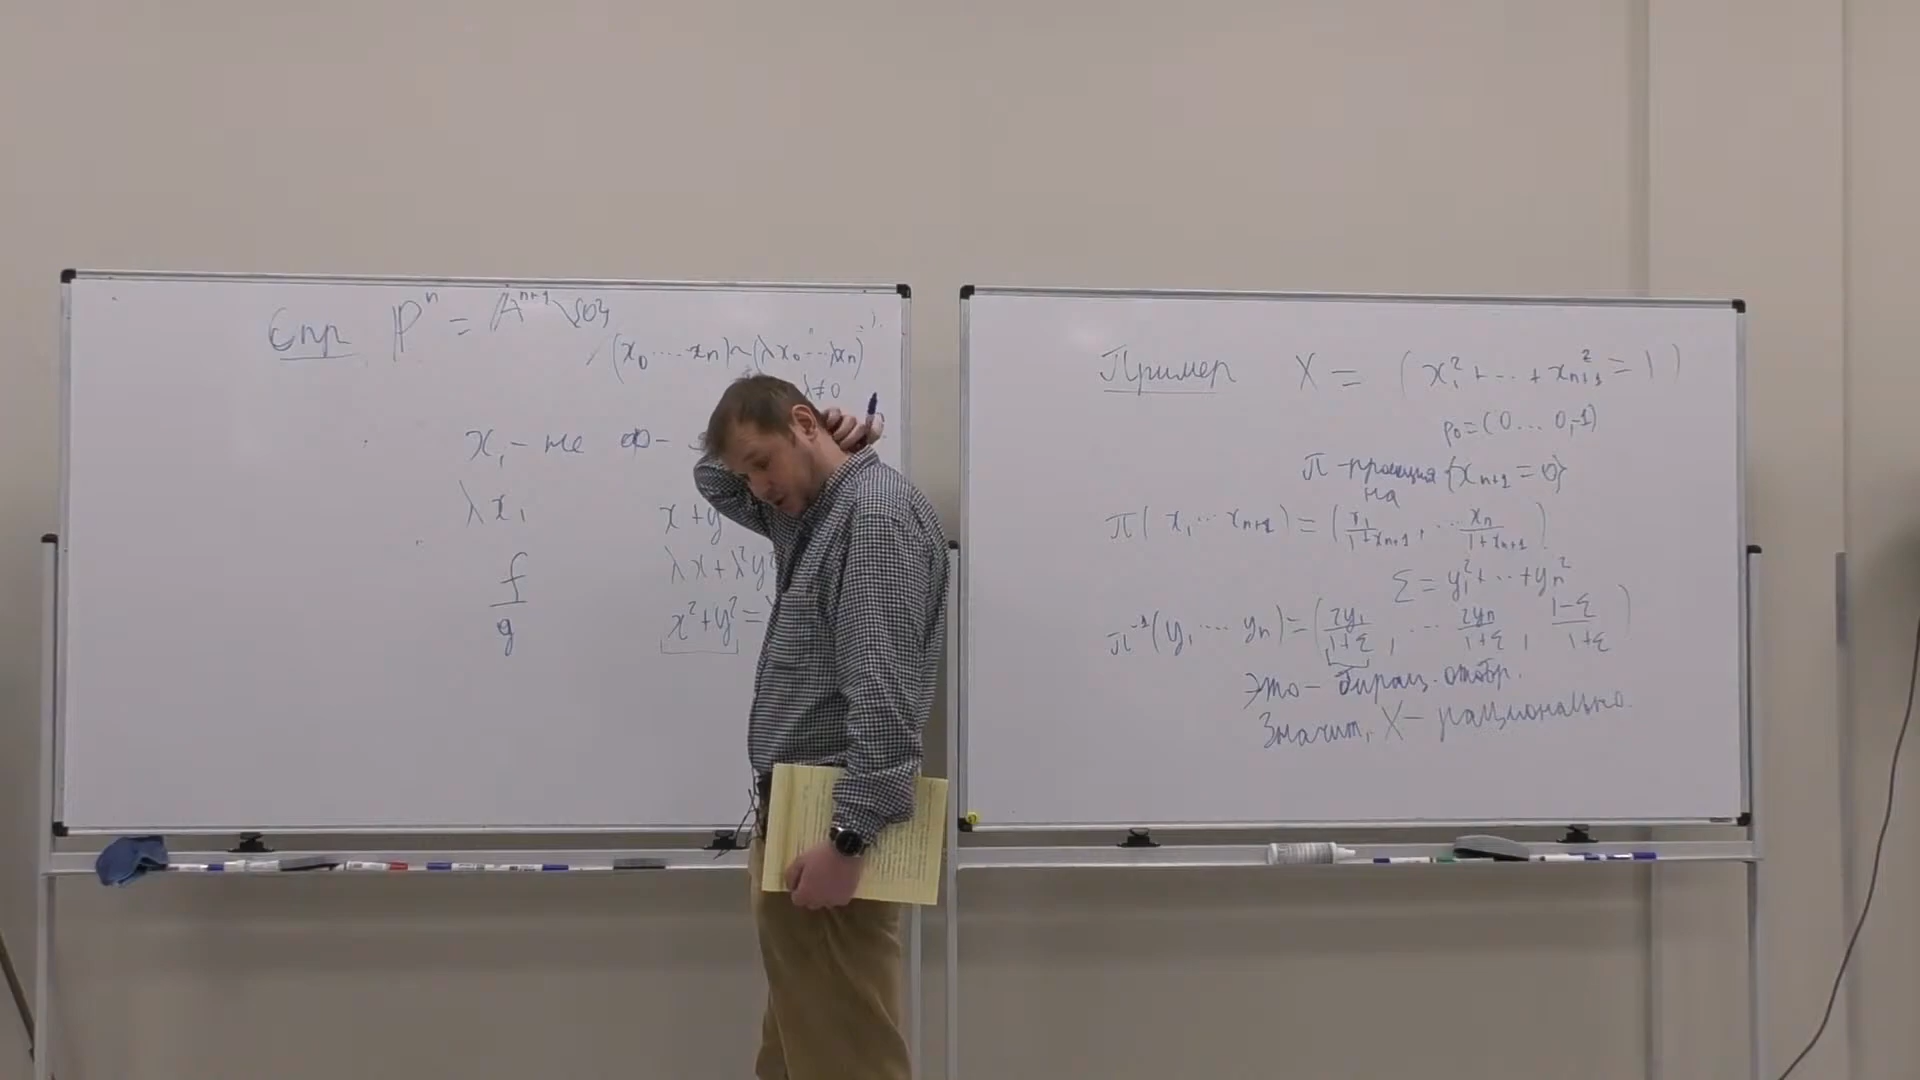 Опр ℙⁿ = 𝔸ⁿ⁺¹ \ {0}
/ (x₀ ⋯ xₙ) ~ (λx₀ ⋯ λxₙ)
λ ≠ 0
x₁ – не ф–
λx₁
x + y
f/g
λx + λ²y²
x² + y² =
Пример X = (x₁² + ⋯ + xₙ₊₁² = 1)
p₀ = (0 ... 0, -1)
π - проекция на {xₙ₊₁ = 0}
π(x₁ ⋯ xₙ₊₁) = (x₁/(1+xₙ₊₁), ⋯ xₙ/(1+xₙ₊₁))
Σ = y₁² + ⋯ + yₙ²
π⁻¹(y₁ ⋯ yₙ) = (2y₁/(1+Σ), ⋯ 2yₙ/(1+Σ), (1-Σ)/(1+Σ))
Это – бирац. отобр.
Значит, X – рационально.